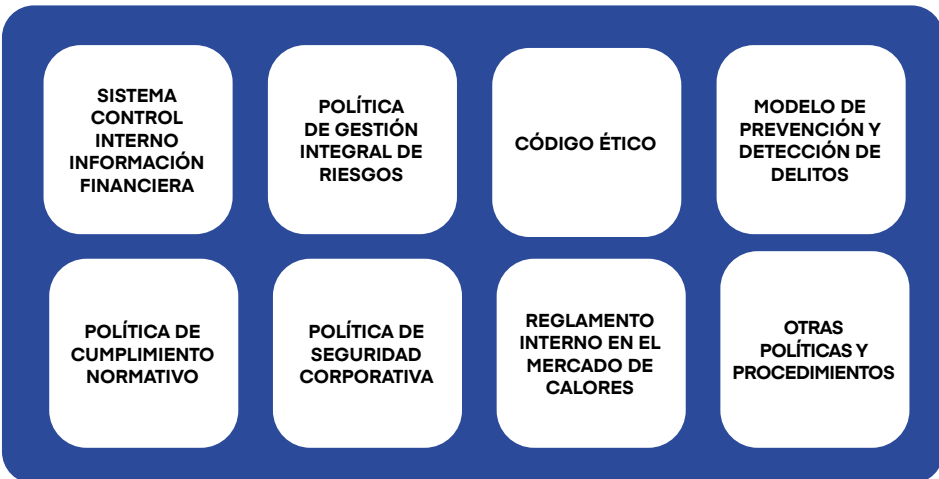 SISTEMA
CONTROL
INTERNO
INFORMACIÓN
FINANCIERA
POLÍTICA
DE GESTIÓN
INTEGRAL DE
RIESGOS
CÓDIGO ÉTICO
MODELO DE
PREVENCIÓN Y
DETECCIÓN DE
DELITOS
POLÍTICA DE
CUMPLIMIENTO
NORMATIVO
POLÍTICA DE
SEGURIDAD
CORPORATIVA
REGLAMENTO
INTERNO EN EL
MERCADO DE
CALORES
OTRAS
POLÍTICAS Y
PROCEDIMIENTOS